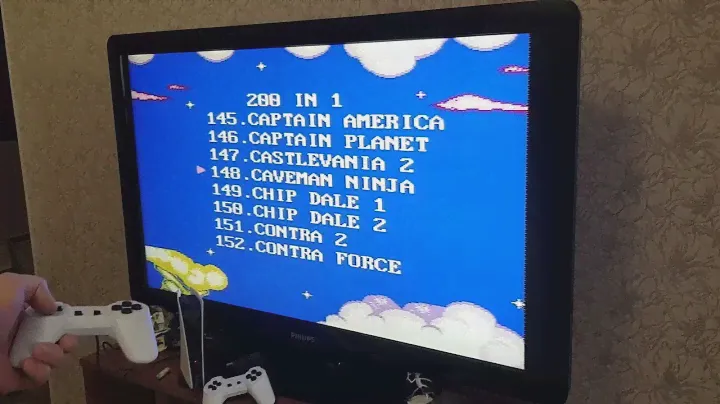 200 IN 1
145.CAPTAIN AMERICA
146.CAPTAIN PLANET
147.CASTLEVANIA 2
148.CAVEMAN NINJA
149.CHIP DALE 1
150.CHIP DALE 2
151.CONTRA 2
152.CONTRA FORCE
PHILIPS